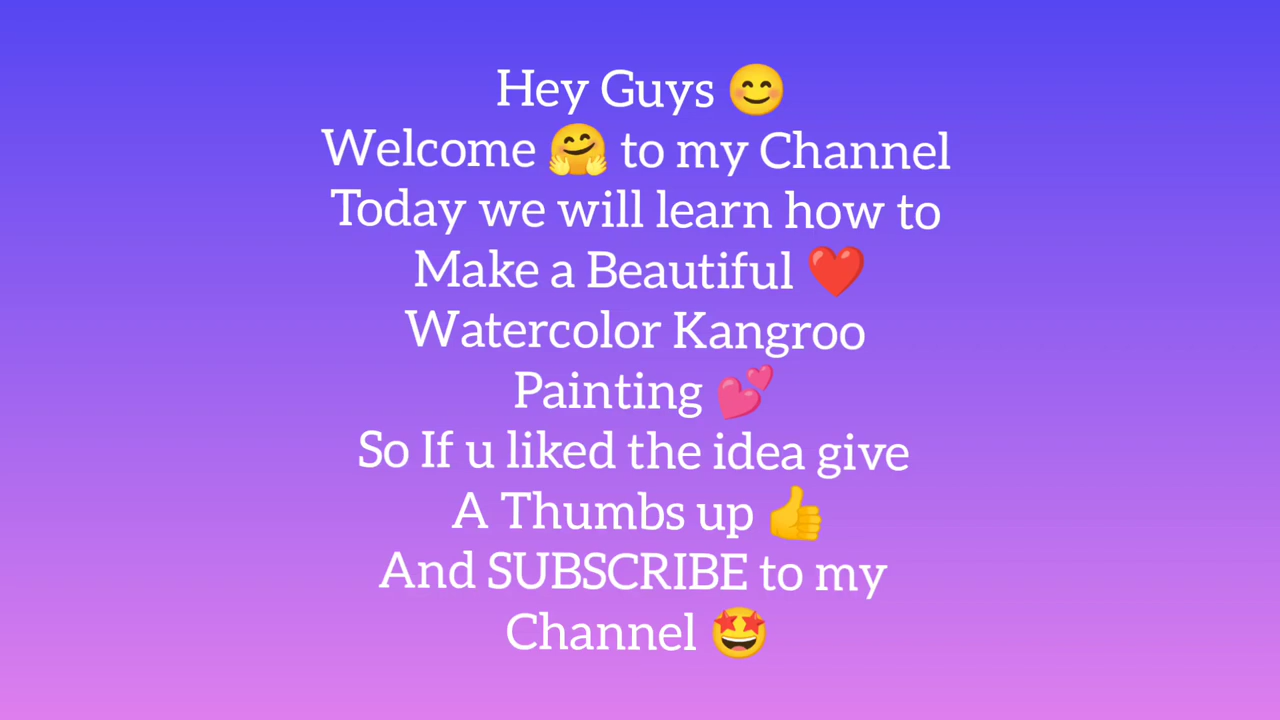 Hey Guys 😊
Welcome 🤗 to my Channel
Today we will learn how to
Make a Beautiful ❤️
Watercolor Kangroo
Painting 💕
So If u liked the idea give
A Thumbs up 👍
And SUBSCRIBE to my
Channel 🤩